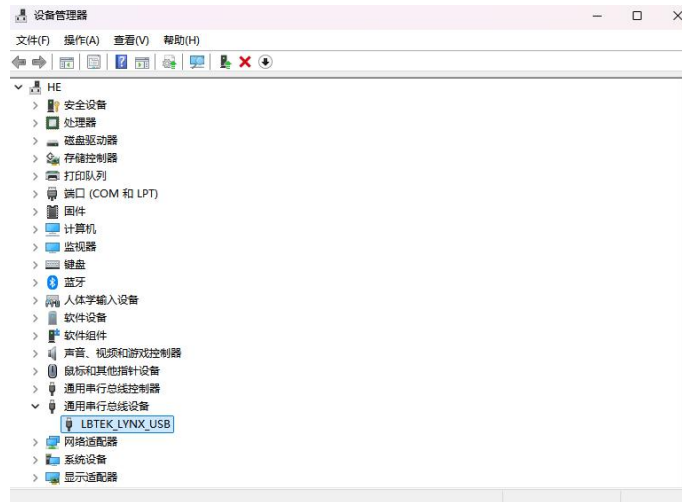 设备管理器
文件(F) 操作(A) 查看(V) 帮助(H)
HE
安全设备
处理器
磁盘驱动器
存储控制器
打印队列
端口 (COM 和 LPT)
固件
计算机
监视器
键盘
蓝牙
人体学输入设备
软件设备
软件组件
声音、视频和游戏控制器
鼠标和其他指针设备
通用串行总线控制器
通用串行总线设备
LBTEK_LYNX_USB
网络适配器
系统设备
显示适配器